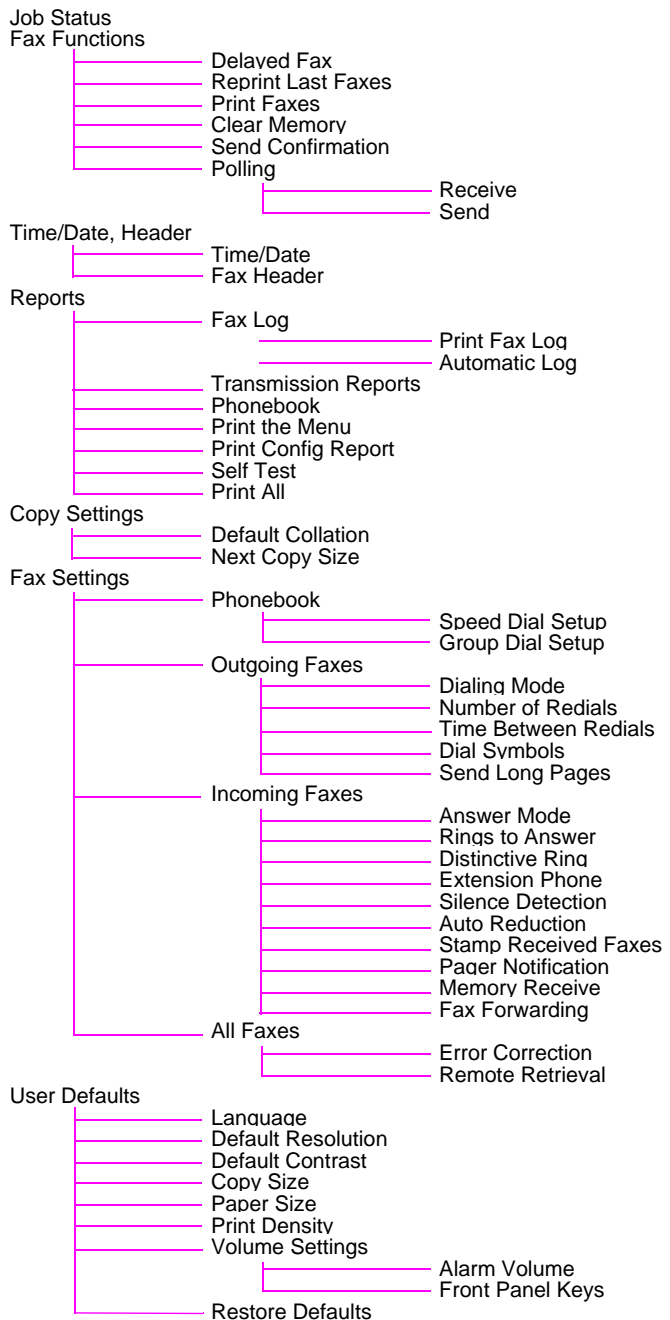 Job Status
Fax Functions
Delayed Fax
Reprint Last Faxes
Print Faxes
Clear Memory
Send Confirmation
Polling
Receive
Send
Time/Date, Header
Time/Date
Fax Header
Reports
Fax Log
Print Fax Log
Automatic Log
Transmission Reports
Phonebook
Print the Menu
Print Config Report
Self Test
Print All
Copy Settings
Default Collation
Next Copy Size
Fax Settings
Phonebook
Speed Dial Setup
Group Dial Setup
Outgoing Faxes
Dialing Mode
Number of Redials
Time Between Redials
Dial Symbols
Send Long Pages
Incoming Faxes
Answer Mode
Rings to Answer
Distinctive Ring
Extension Phone
Silence Detection
Auto Reduction
Stamp Received Faxes
Pager Notification
Memory Receive
Fax Forwarding
All Faxes
Error Correction
Remote Retrieval
User Defaults
Language
Default Resolution
Default Contrast
Copy Size
Paper Size
Print Density
Volume Settings
Alarm Volume
Front Panel Keys
Restore Defaults